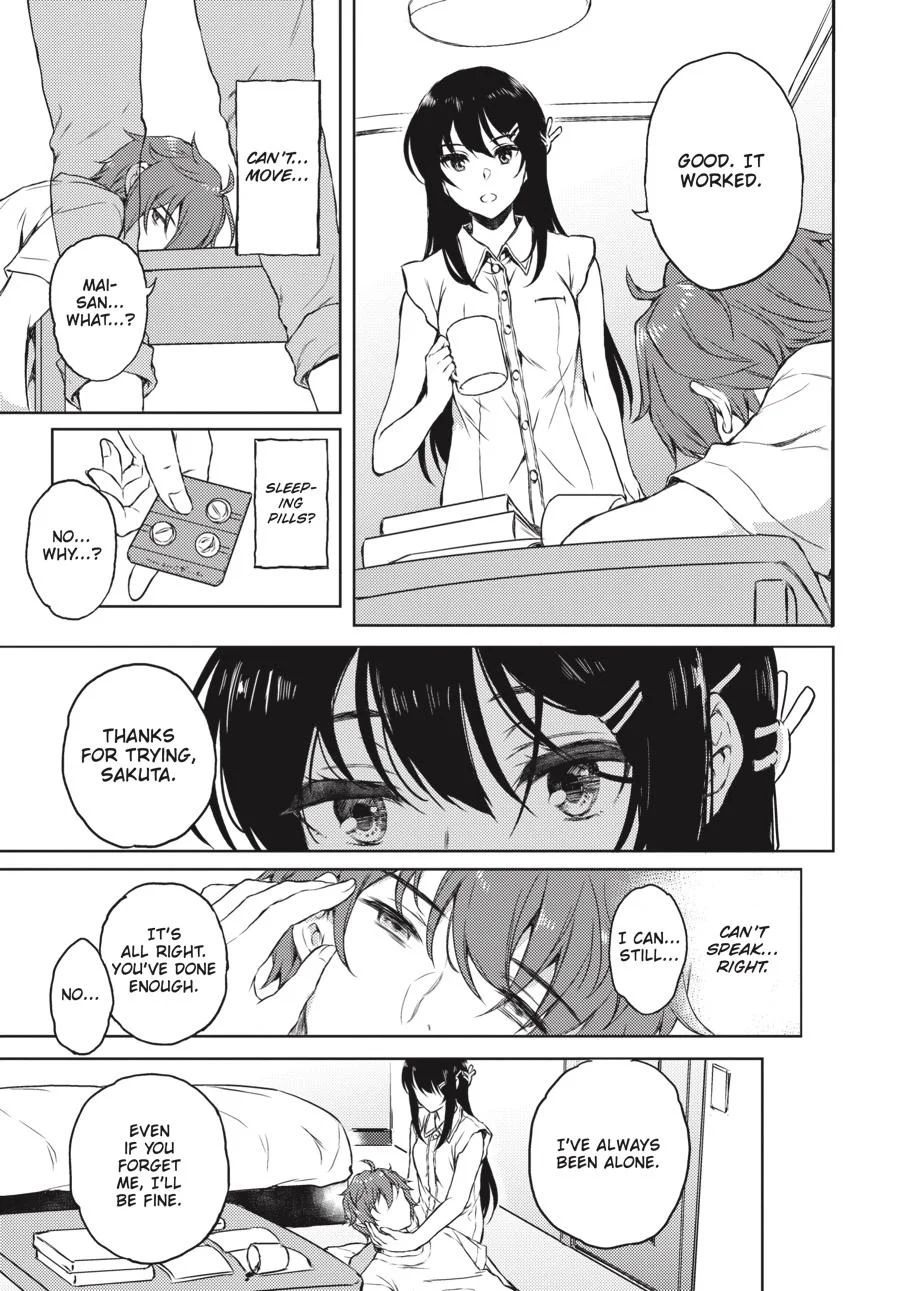 GOOD. IT
WORKED.
CAN'T...
MOVE...
MAI-
SAN...
WHAT...?
SLEEP-
ING
PILLS?
NO...
WHY...?
THANKS
FOR TRYING,
SAKUTA.
CAN'T
SPEAK...
RIGHT.
I CAN...
STILL...
IT'S
ALL RIGHT.
YOU'VE DONE
ENOUGH.
NO...
I'VE ALWAYS
BEEN ALONE.
EVEN
IF YOU
FORGET
ME, I'LL
BE FINE.